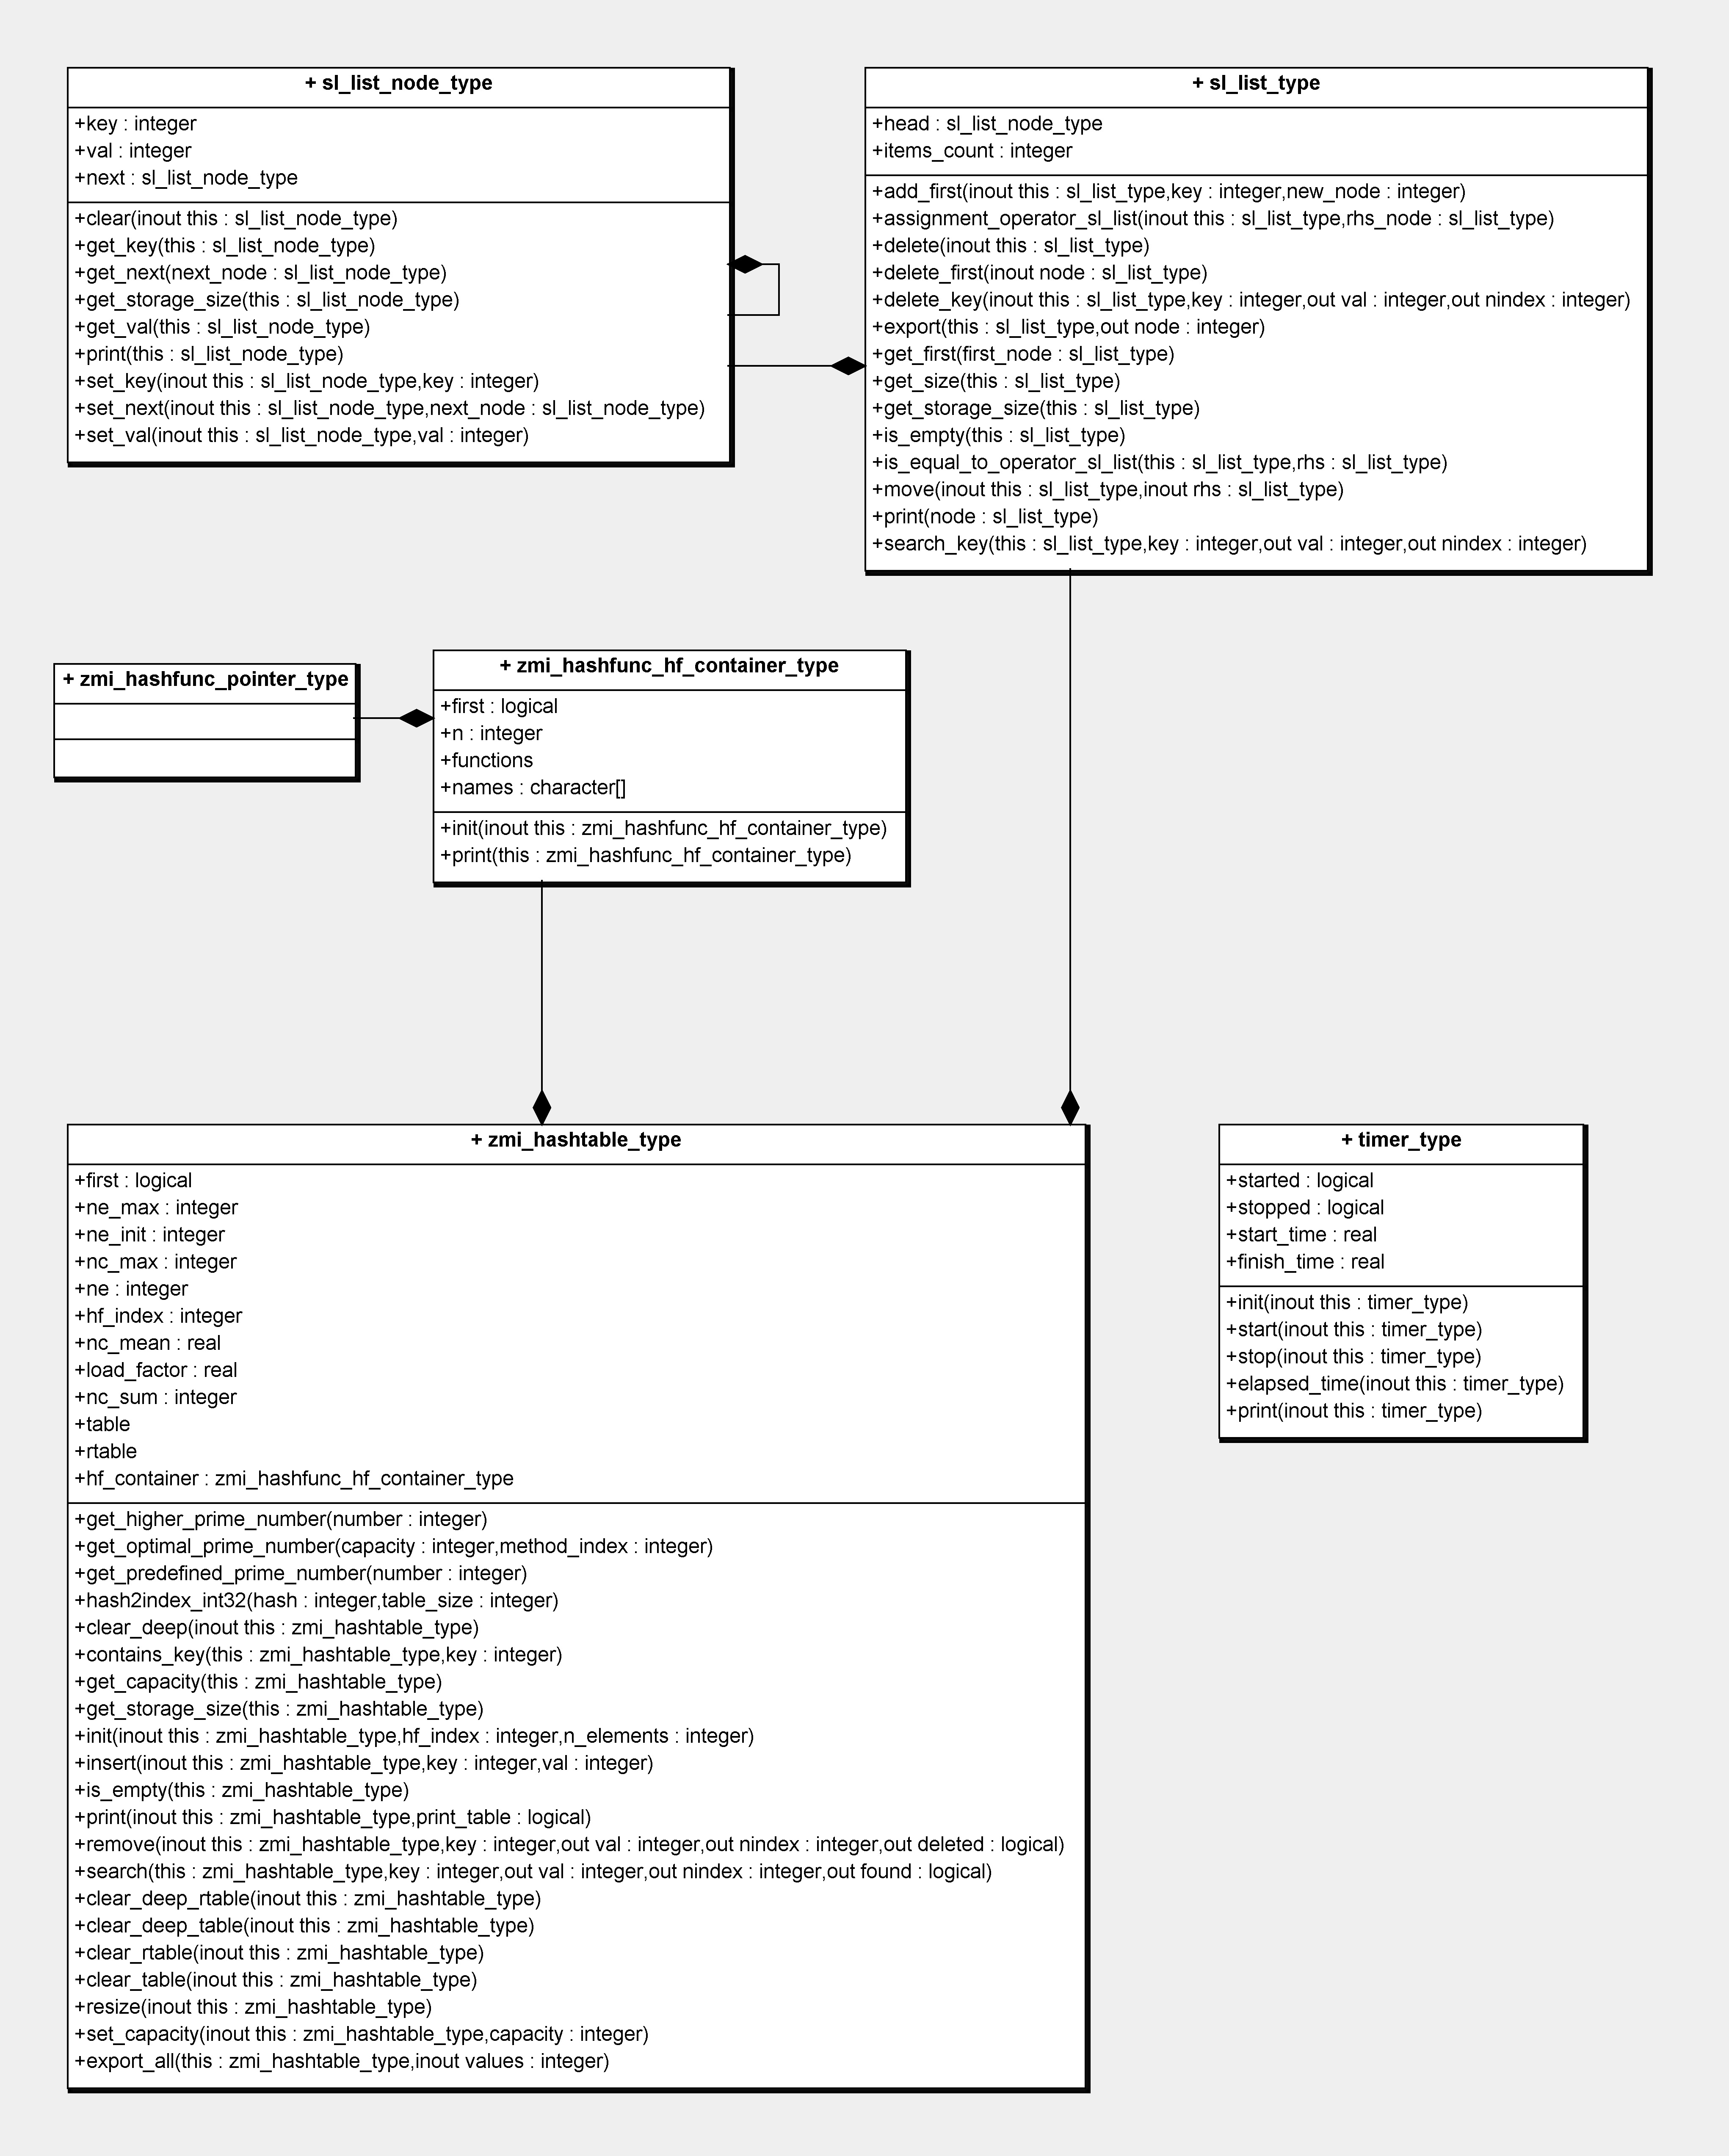 + sl_list_node_type
+key : integer
+val : integer
+next : sl_list_node_type
+clear(inout this : sl_list_node_type)
+get_key(this : sl_list_node_type)
+get_next(next_node : sl_list_node_type)
+get_storage_size(this : sl_list_node_type)
+get_val(this : sl_list_node_type)
+print(this : sl_list_node_type)
+set_key(inout this : sl_list_node_type,key : integer)
+set_next(inout this : sl_list_node_type,next_node : sl_list_node_type)
+set_val(inout this : sl_list_node_type,val : integer)
+ sl_list_type
+head : sl_list_node_type
+items_count : integer
+add_first(inout this : sl_list_type,key : integer,new_node : integer)
+assignment_operator_sl_list(inout this : sl_list_type,rhs_node : sl_list_type)
+delete(inout this : sl_list_type)
+delete_first(inout node : sl_list_type)
+delete_key(inout this : sl_list_type,key : integer,out val : integer,out nindex : integer)
+export(this : sl_list_type,out node : integer)
+get_first(first_node : sl_list_type)
+get_size(this : sl_list_type)
+get_storage_size(this : sl_list_type)
+is_empty(this : sl_list_type)
+is_equal_to_operator_sl_list(this : sl_list_type,rhs : sl_list_type)
+move(inout this : sl_list_type,inout rhs : sl_list_type)
+print(node : sl_list_type)
+search_key(this : sl_list_type,key : integer,out val : integer,out nindex : integer)
+ zmi_hashfunc_pointer_type
+ zmi_hashfunc_hf_container_type
+first : logical
+n : integer
+functions
+names : character[]
+init(inout this : zmi_hashfunc_hf_container_type)
+print(this : zmi_hashfunc_hf_container_type)
+ zmi_hashtable_type
+first : logical
+ne_max : integer
+ne_init : integer
+nc_max : integer
+ne : integer
+hf_index : integer
+nc_mean : real
+load_factor : real
+nc_sum : integer
+table
+rtable
+hf_container : zmi_hashfunc_hf_container_type
+get_higher_prime_number(number : integer)
+get_optimal_prime_number(capacity : integer,method_index : integer)
+get_predefined_prime_number(number : integer)
+hash2index_int32(hash : integer,table_size : integer)
+clear_deep(inout this : zmi_hashtable_type)
+contains_key(this : zmi_hashtable_type,key : integer)
+get_capacity(this : zmi_hashtable_type)
+get_storage_size(this : zmi_hashtable_type)
+init(inout this : zmi_hashtable_type,hf_index : integer,n_elements : integer)
+insert(inout this : zmi_hashtable_type,key : integer,val : integer)
+is_empty(this : zmi_hashtable_type)
+print(inout this : zmi_hashtable_type,print_table : logical)
+remove(inout this : zmi_hashtable_type,key : integer,out val : integer,out nindex : integer,out deleted : logical)
+search(this : zmi_hashtable_type,key : integer,out val : integer,out nindex : integer,out found : logical)
+clear_deep_rtable(inout this : zmi_hashtable_type)
+clear_deep_table(inout this : zmi_hashtable_type)
+clear_rtable(inout this : zmi_hashtable_type)
+clear_table(inout this : zmi_hashtable_type)
+resize(inout this : zmi_hashtable_type)
+set_capacity(inout this : zmi_hashtable_type,capacity : integer)
+export_all(this : zmi_hashtable_type,inout values : integer)
+ timer_type
+started : logical
+stopped : logical
+start_time : real
+finish_time : real
+init(inout this : timer_type)
+start(inout this : timer_type)
+stop(inout this : timer_type)
+elapsed_time(inout this : timer_type)
+print(inout this : timer_type)